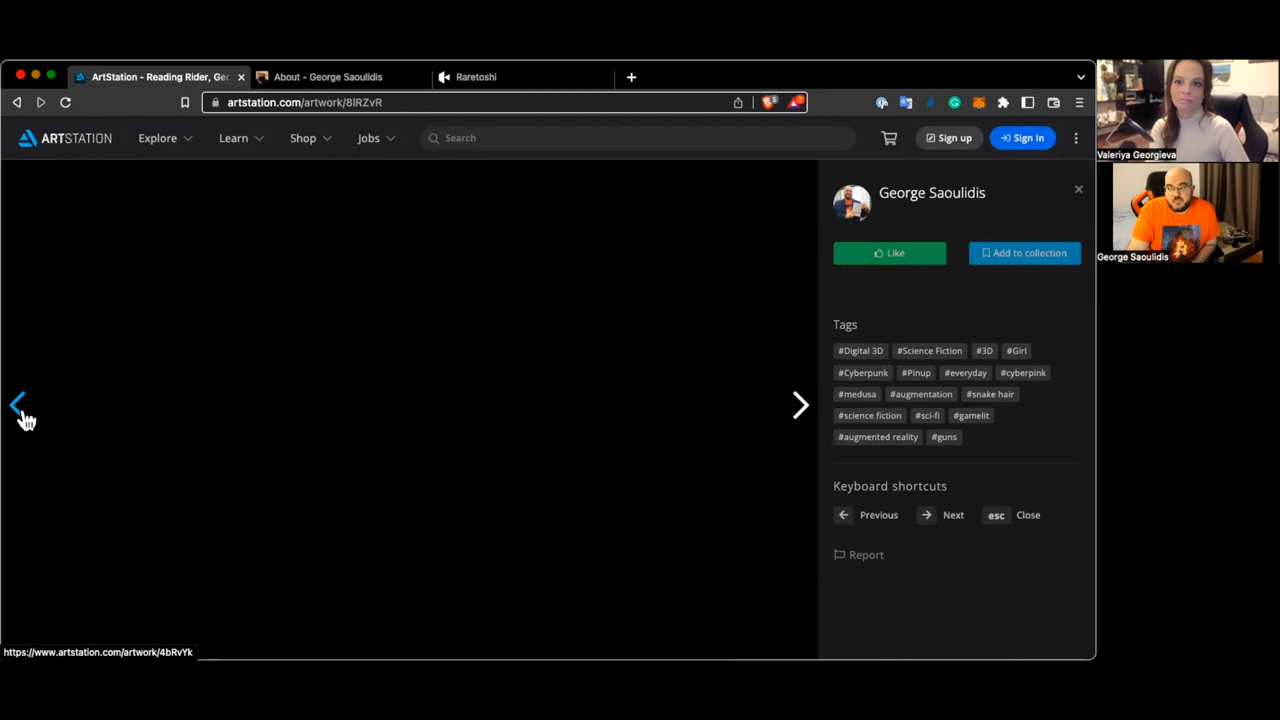 ArtStation - Reading Rider, Geo
About - George Saoulidis
Raretoshi
artstation.com/artwork/8lRZvR
ARTSTATION
Explore
Learn
Shop
Jobs
Search
Sign up
Sign In
George Saoulidis
Like
Add to collection
Tags
#Digital 3D #Science Fiction #3D #Girl
#Cyberpunk #Pinup #everyday #cyberpink
#medusa #augmentation #snake hair
#science fiction #sci-fi #gamelit
#augmented reality #guns
Keyboard shortcuts
Previous Next esc Close
Report
https://www.artstation.com/artwork/4bRvYk
Valeriya Georgieva
George Saoulidis